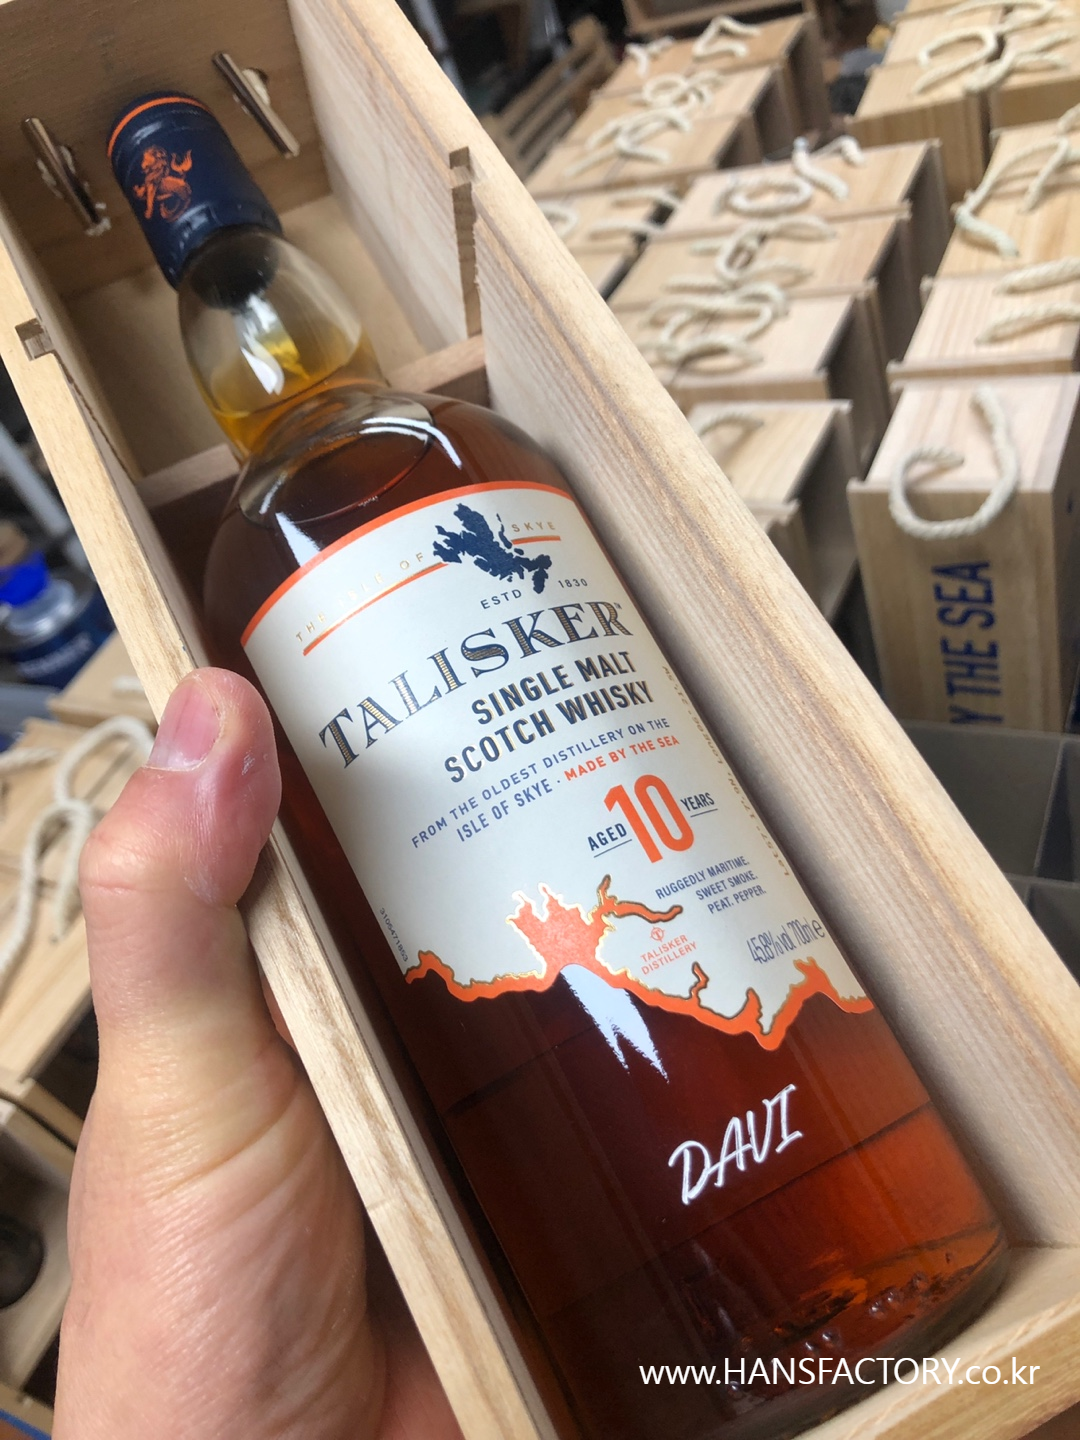 THE ISLE OF SKYE
ESTD 1830
TALISKER
SINGLE MALT
SCOTCH WHISKY
FROM THE OLDEST DISTILLERY ON THE
ISLE OF SKYE · MADE BY THE SEA
AGED 10 YEARS
RUGGEDLY MARITIME.
SWEET SMOKE.
PEAT. PEPPER.
TALISKER
DISTILLERY
45.8% vol 700ml e
DAVI
Y THE SEA
www.HANSFACTORY.co.kr